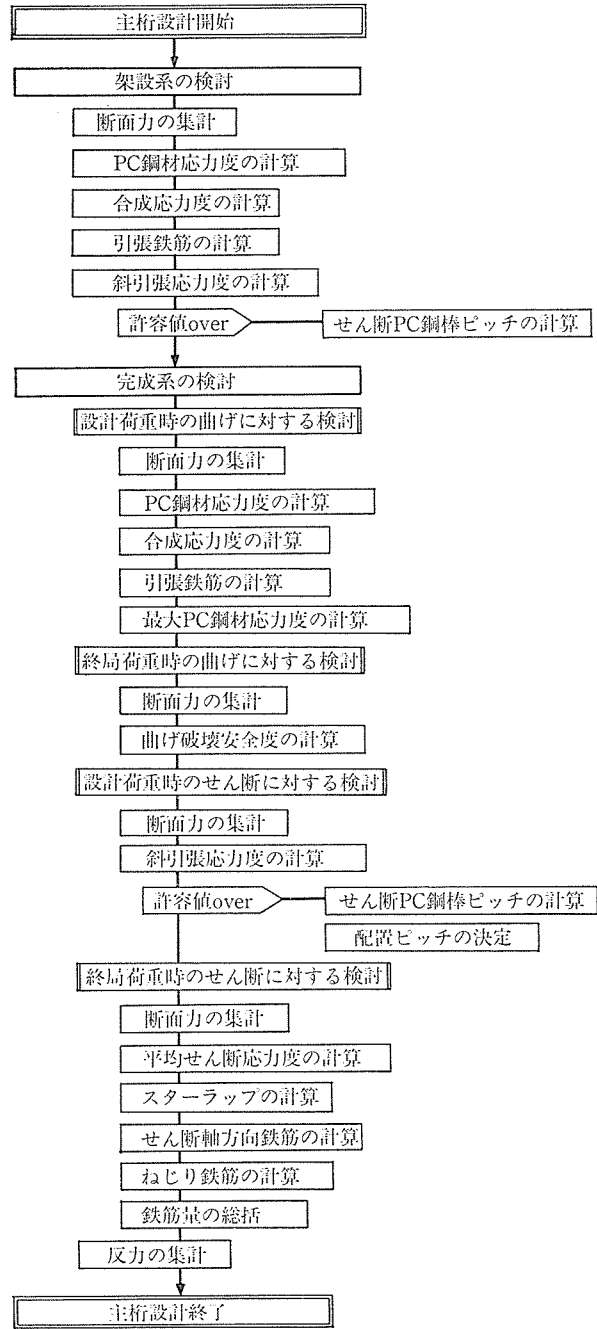 主桁設計開始
架設系の検討
断面力の集計
PC鋼材応力度の計算
合成応力度の計算
引張鉄筋の計算
斜引張応力度の計算
許容値over
せん断PC鋼棒ピッチの計算
完成系の検討
設計荷重時の曲げに対する検討
断面力の集計
PC鋼材応力度の計算
合成応力度の計算
引張鉄筋の計算
最大PC鋼材応力度の計算
終局荷重時の曲げに対する検討
断面力の集計
曲げ破壊安全度の計算
設計荷重時のせん断に対する検討
断面力の集計
斜引張応力度の計算
許容値over
せん断PC鋼棒ピッチの計算
配置ピッチの決定
終局荷重時のせん断に対する検討
断面力の集計
平均せん断応力度の計算
スターラップの計算
せん断軸方向鉄筋の計算
ねじり鉄筋の計算
鉄筋量の総括
反力の集計
主桁設計終了